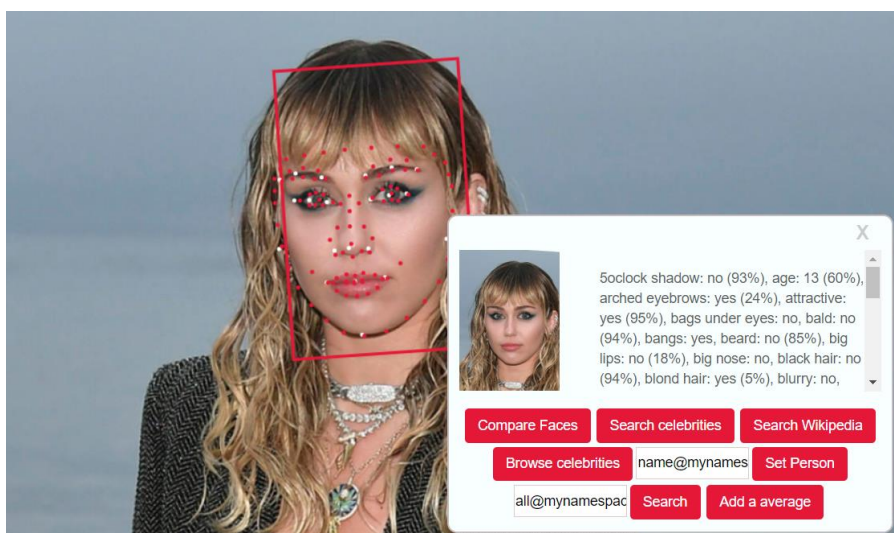 X
5oclock shadow: no (93%), age: 13 (60%),
arched eyebrows: yes (24%), attractive:
yes (95%), bags under eyes: no, bald: no
(94%), bangs: yes, beard: no (85%), big
lips: no (18%), big nose: no, black hair: no
(94%), blond hair: yes (5%), blurry: no,
Compare Faces Search celebrities Search Wikipedia
Browse celebrities name@mynames Set Person
all@mynamespac Search Add a average